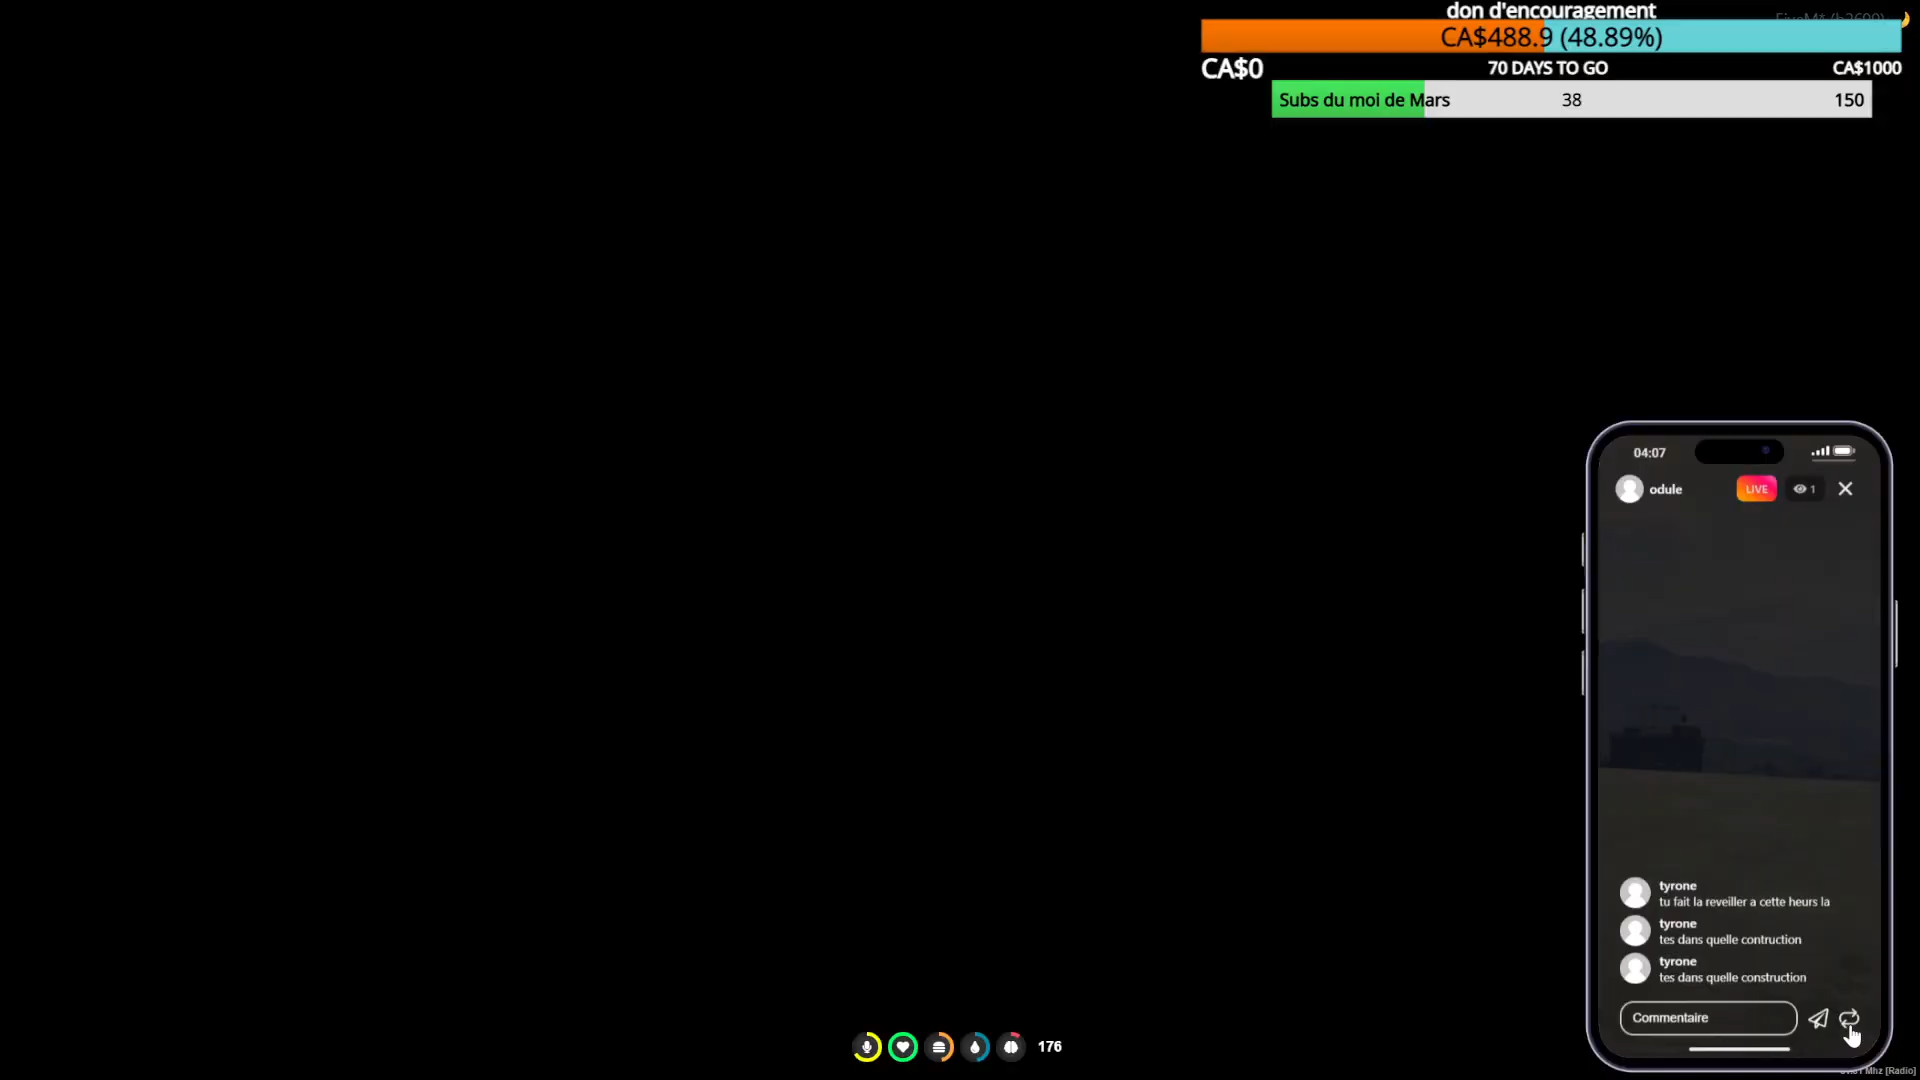 don d'encouragement
CA$488.9 (48.89%)
CA$0 70 DAYS TO GO CA$1000
Subs du moi de Mars 38 150
04:07
odule LIVE 1
tyrone
tu fait la reveiller a cette heurs la
tyrone
tes dans quelle contruction
tyrone
tes dans quelle construction
Commentaire
176
Mhz [Radio]